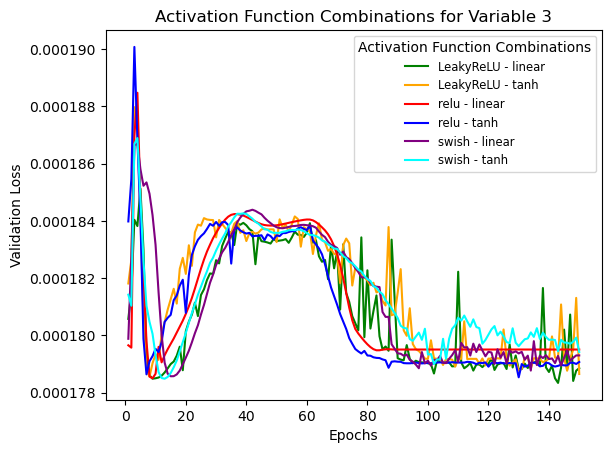 Activation Function Combinations for Variable 3
Activation Function Combinations
LeakyReLU - linear
LeakyReLU - tanh
relu - linear
relu - tanh
swish - linear
swish - tanh
Validation Loss
0.000190
0.000188
0.000186
0.000184
0.000182
0.000180
0.000178
0 20 40 60 80 100 120 140
Epochs